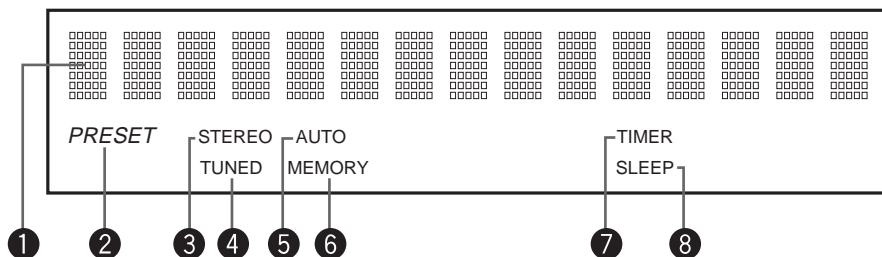 PRESET STEREO AUTO TIMER
TUNED MEMORY SLEEP
1 2 3 4 5 6 7 8